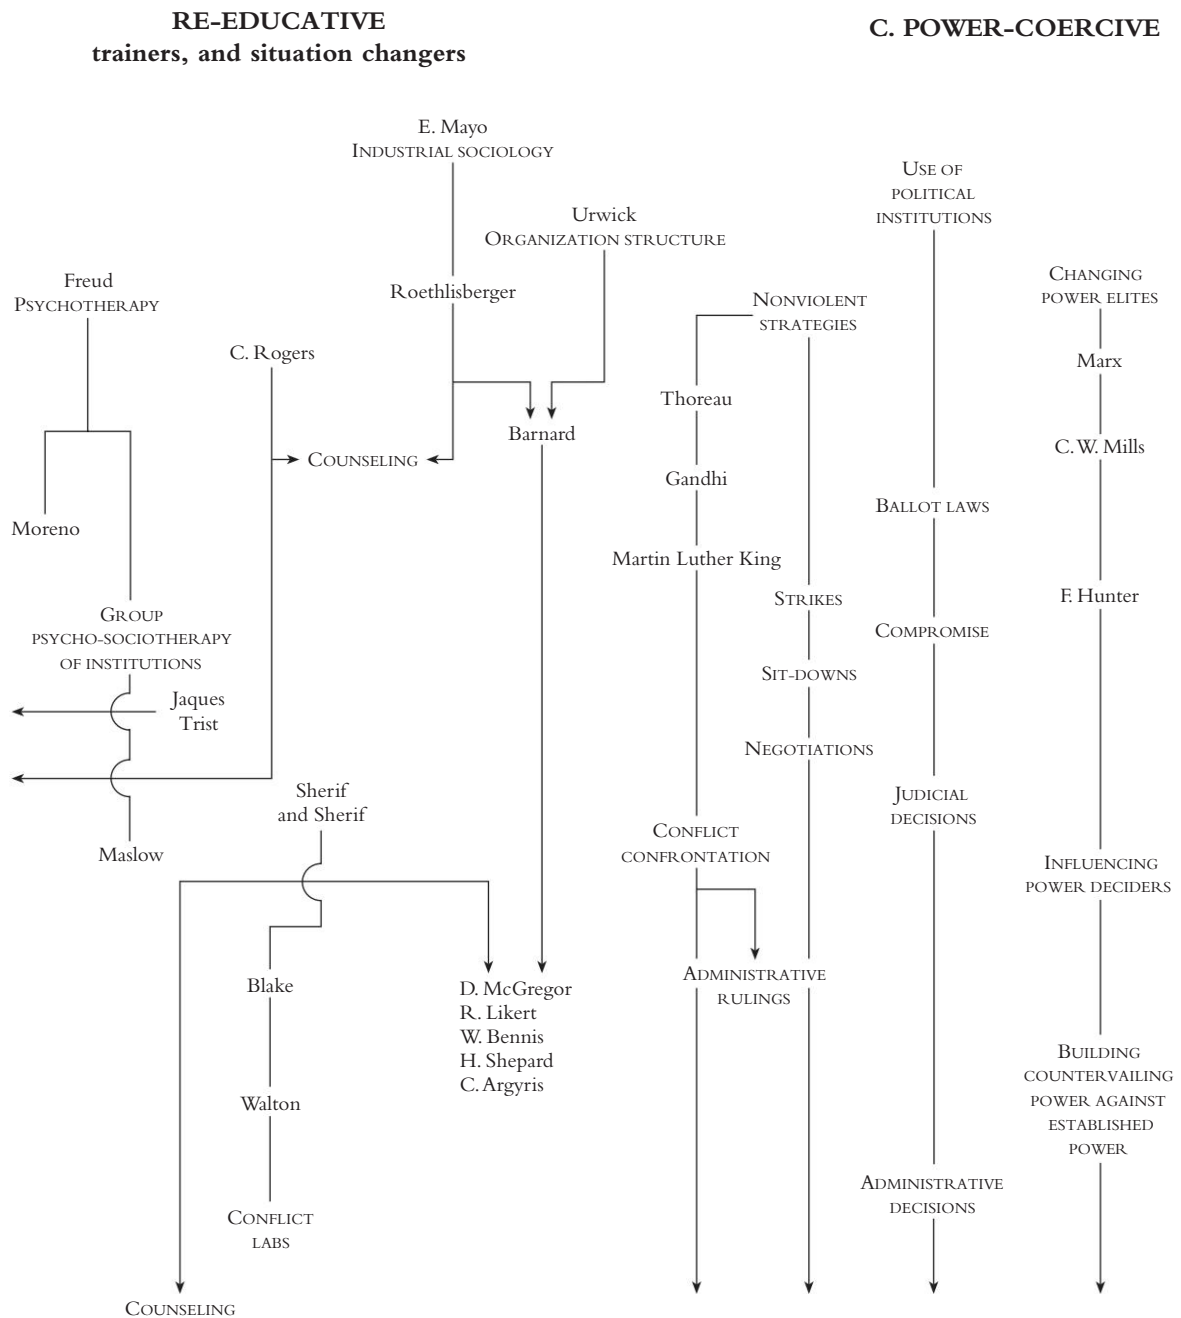 RE-EDUCATIVE
trainers, and situation changers
C. POWER-COERCIVE
E. Mayo
INDUSTRIAL SOCIOLOGY
Urwick
ORGANIZATION STRUCTURE
Freud
PSYCHOTHERAPY
Roethlisberger
C. Rogers
Barnard
COUNSELING
Moreno
GROUP
PSYCHO-SOCIOTHERAPY
OF INSTITUTIONS
Jaques
Trist
Maslow
Sherif
and Sherif
Blake
Walton
CONFLICT
LABS
D. McGregor
R. Likert
W. Bennis
H. Shepard
C. Argyris
COUNSELING
NONVIOLENT
STRATEGIES
Thoreau
Gandhi
Martin Luther King
STRIKES
SIT-DOWNS
NEGOTIATIONS
CONFLICT
CONFRONTATION
ADMINISTRATIVE
RULINGS
USE OF
POLITICAL
INSTITUTIONS
BALLOT LAWS
COMPROMISE
JUDICIAL
DECISIONS
ADMINISTRATIVE
DECISIONS
CHANGING
POWER ELITES
Marx
C. W. Mills
F. Hunter
INFLUENCING
POWER DECIDERS
BUILDING
COUNTERVAILING
POWER AGAINST
ESTABLISHED
POWER